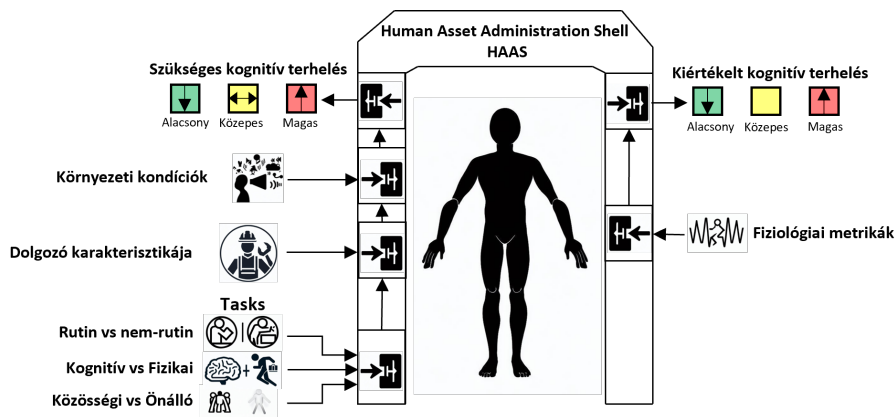 Human Asset Administration Shell
HAAS
Szükséges kognitív terhelés
Alacsony Közepes Magas
Környezeti kondíciók
Dolgozó karakterisztikája
Tasks
Rutin vs nem-rutin
Kognitív vs Fizikai
Közösségi vs Önálló
Kiértékelt kognitív terhelés
Alacsony Közepes Magas
Fiziológiai metrikák